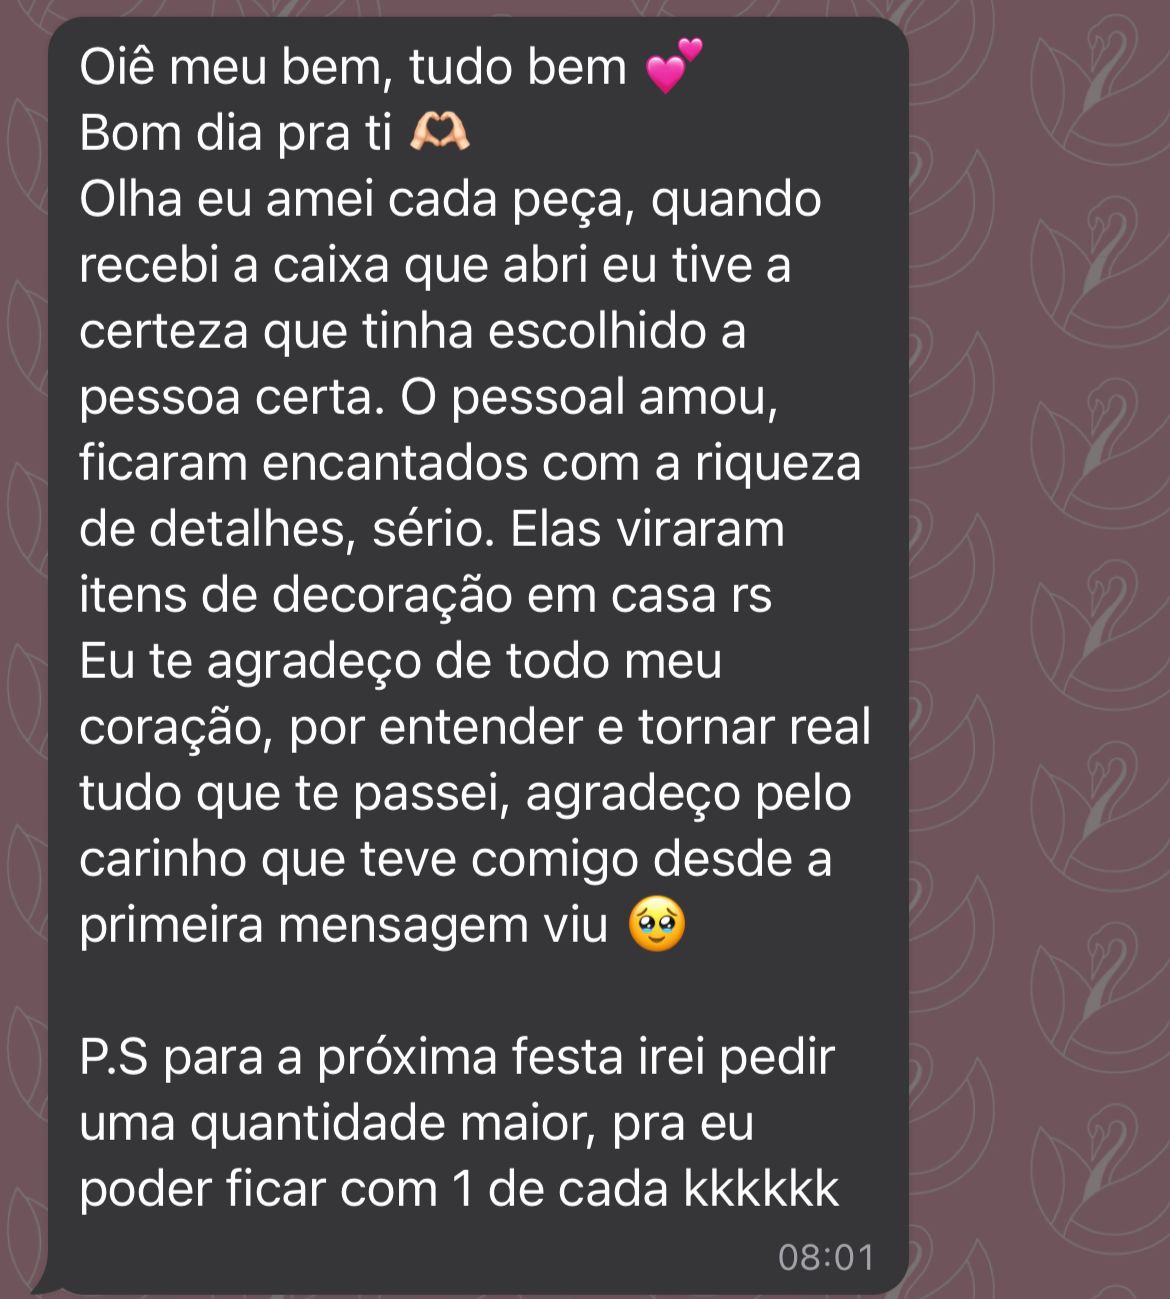 Oiê meu bem, tudo bem 💕
Bom dia pra ti 🫶🏻
Olha eu amei cada peça, quando
recebi a caixa que abri eu tive a
certeza que tinha escolhido a
pessoa certa. O pessoal amou,
ficaram encantados com a riqueza
de detalhes, sério. Elas viraram
itens de decoração em casa rs
Eu te agradeço de todo meu
coração, por entender e tornar real
tudo que te passei, agradeço pelo
carinho que teve comigo desde a
primeira mensagem viu 🥹
P.S para a próxima festa irei pedir
uma quantidade maior, pra eu
poder ficar com 1 de cada kkkkkk
08:01